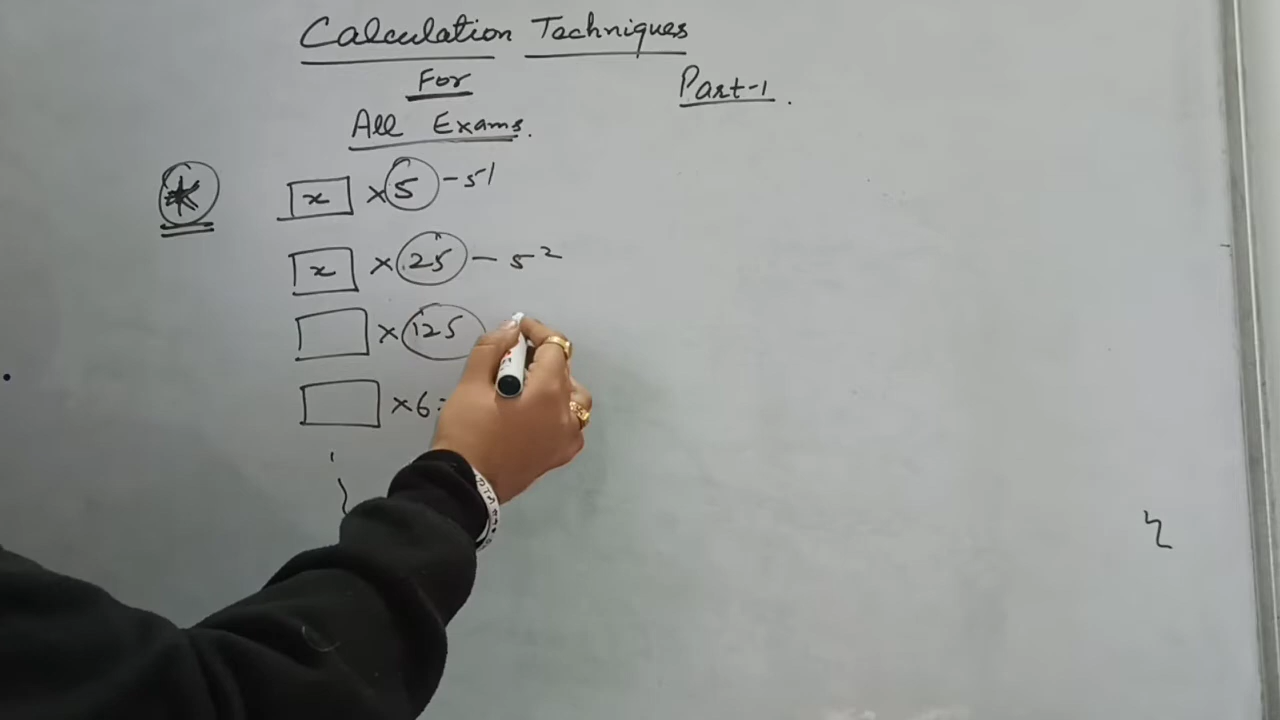 Calculation Techniques
For
Part-1.
All Exams.
x × 5 - 5¹
x × 25 - 5²
× 125
× 6